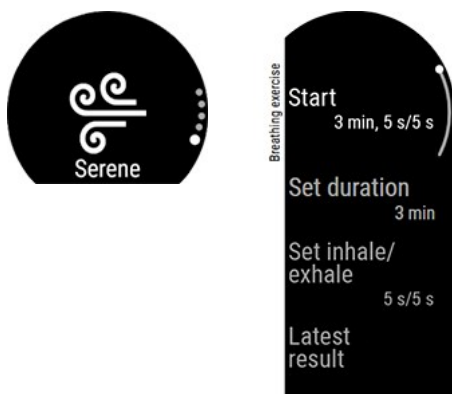 Serene
Breathing exercise
Start
3 min, 5 s/5 s
Set duration
3 min
Set inhale/
exhale
5 s/5 s
Latest
result